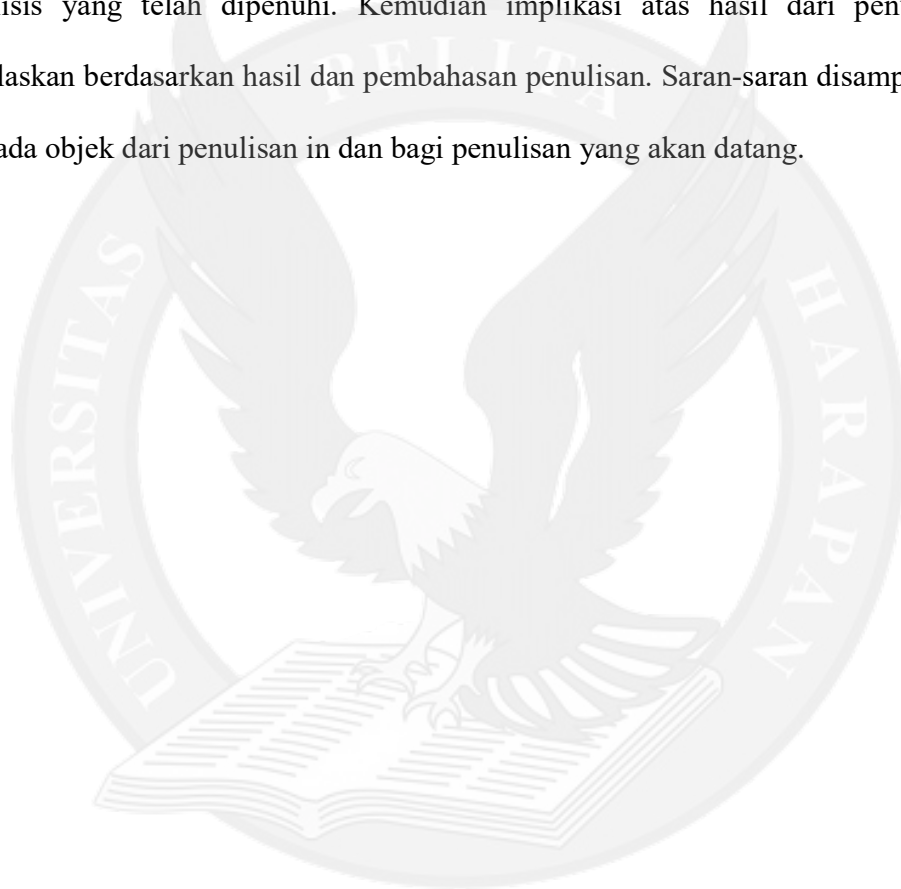 isis yang telah dipenuhi. Kemudian implikasi atas hasil dari pen
laskan berdasarkan hasil dan pembahasan penulisan. Saran-saran disamp
ada objek dari penulisan in dan bagi penulisan yang akan datang.
UNIVERSITAS PELITA HARAPAN